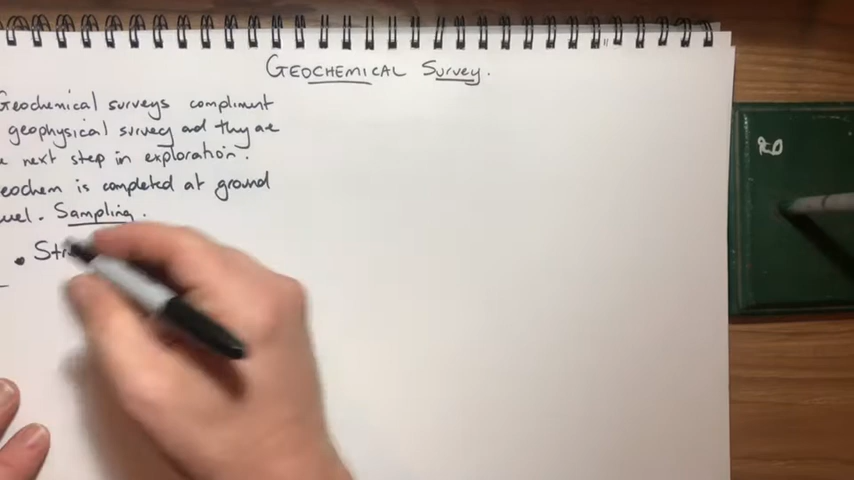 GEOCHEMICAL Survey.
Geochemical surveys compliment
geophysical survey and they are
next step in exploration.
eochem is completed at ground
Sampling.
• St